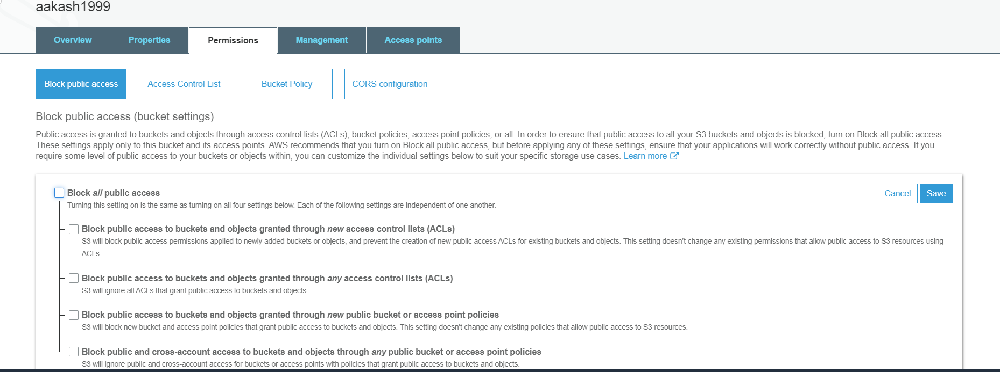 aakash1999
Overview Properties Permissions Management Access points
Block public access Access Control List Bucket Policy CORS configuration
Block public access (bucket settings)
Public access is granted to buckets and objects through access control lists (ACLs), bucket policies, access point policies, or all. In order to ensure that public access to all your S3 buckets and objects is blocked, turn on Block all public access.
These settings apply only to this bucket and its access points. AWS recommends that you turn on Block all public access, but before applying any of these settings, ensure that your applications will work correctly without public access. If you
require some level of public access to your buckets or objects within, you can customize the individual settings below to suit your specific storage use cases. Learn more
Block all public access
Cancel Save
Turning this setting on is the same as turning on all four settings below. Each of the following settings are independent of one another.
Block public access to buckets and objects granted through new access control lists (ACLs)
S3 will block public access permissions applied to newly added buckets or objects, and prevent the creation of new public access ACLs for existing buckets and objects. This setting doesn't change any existing permissions that allow public access to S3 resources using
ACLs.
Block public access to buckets and objects granted through any access control lists (ACLs)
S3 will ignore all ACLs that grant public access to buckets and objects.
Block public access to buckets and objects granted through new public bucket or access point policies
S3 will block new bucket and access point policies that grant public access to buckets and objects. This setting doesn't change any existing policies that allow public access to S3 resources.
Block public and cross-account access to buckets and objects through any public bucket or access point policies
S3 will ignore public and cross-account access for buckets or access points with policies that grant public access to buckets and objects.